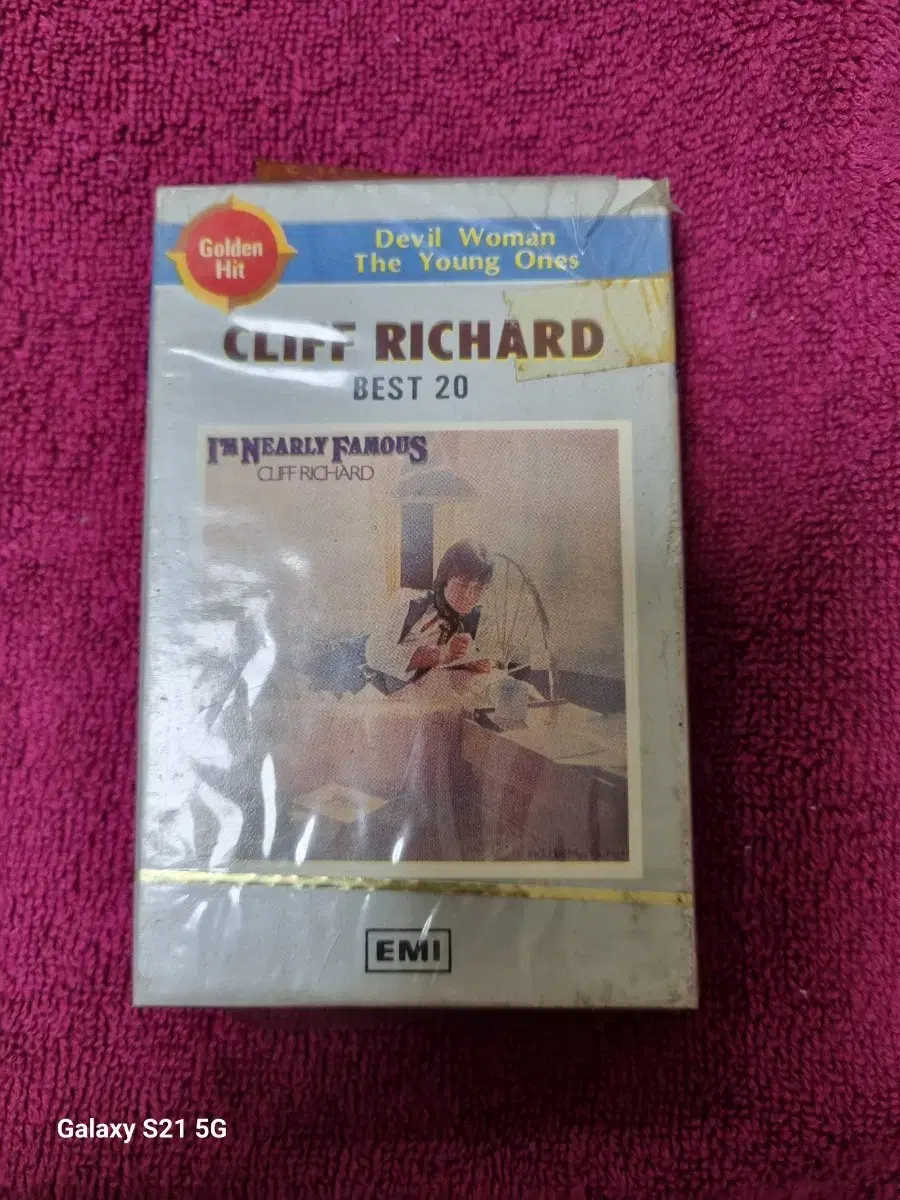 Golden
Hit
Devil Woman
The Young Ones
CLIFF RICHARD
BEST 20
I'M NEARLY FAMOUS
CLIFF RICHARD
EMI
Galaxy S21 5G